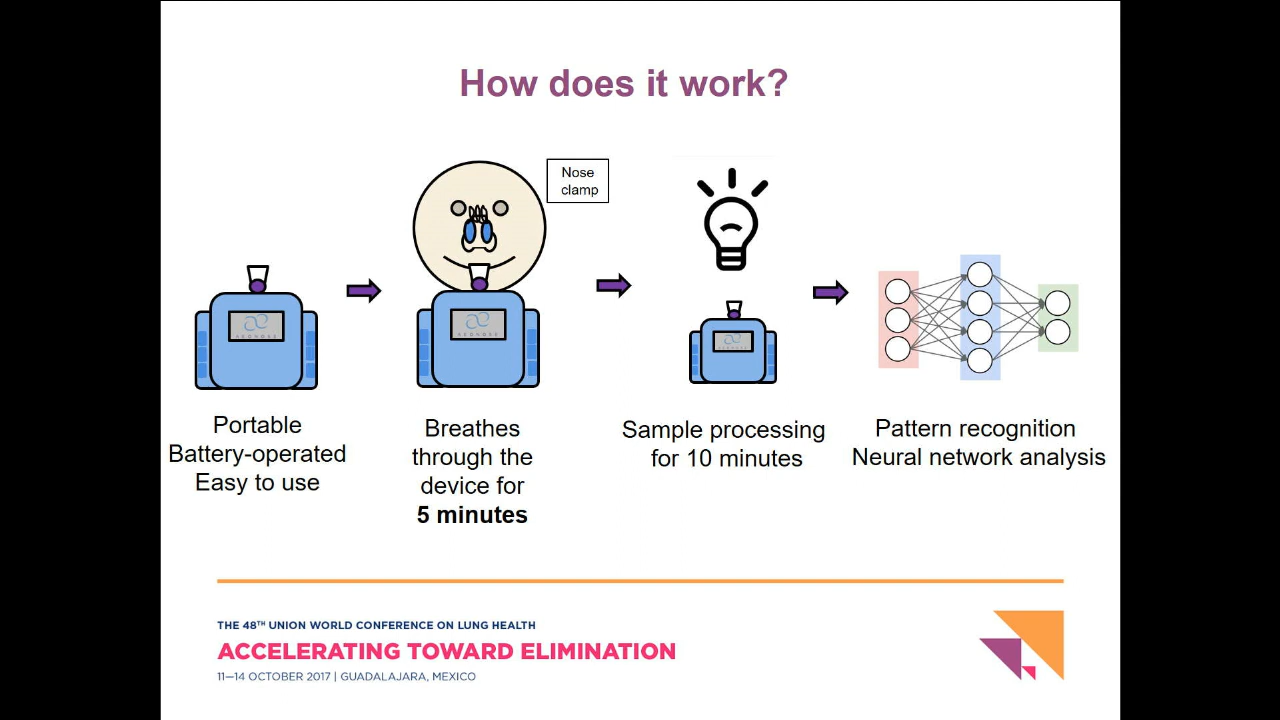 How does it work?
Nose
clamp
Portable
Battery-operated
Easy to use
Breathes
through the
device for
5 minutes
Sample processing
for 10 minutes
Pattern recognition
Neural network analysis
THE 48TH UNION WORLD CONFERENCE ON LUNG HEALTH
ACCELERATING TOWARD ELIMINATION
11—14 OCTOBER 2017 | GUADALAJARA, MEXICO